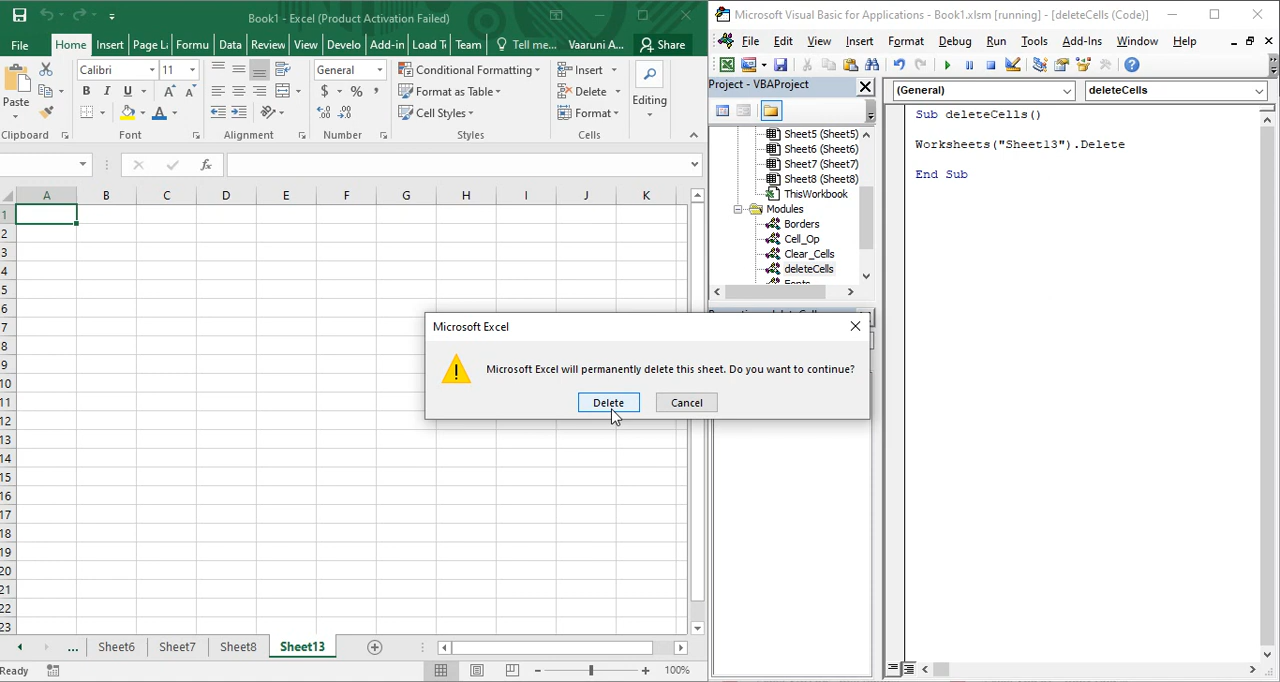 Book1 - Excel (Product Activation Failed)
File Home Insert Page L Formu Data Review View Develo Add-in Load T Team Tell me... Vaaruni A... Share
Paste
Clipboard
Calibri 11
B I U
A A
A
Font
Alignment
General
$ % ,
Number
Conditional Formatting
Format as Table
Cell Styles
Styles
Insert
Delete
Format
Cells
Editing
fx
A B C D E F G H I J K
1
2
3
4
5
6
7
8
9
10
11
12
13
14
15
16
17
18
19
20
21
22
23
... Sheet6 Sheet7 Sheet8 Sheet13
Ready
100%
Microsoft Visual Basic for Applications - Book1.xlsm [running] - [deleteCells (Code)]
File Edit View Insert Format Debug Run Tools Add-Ins Window Help
Project - VBAProject
Sheet5 (Sheet5)
Sheet6 (Sheet6)
Sheet7 (Sheet7)
Sheet8 (Sheet8)
ThisWorkbook
Modules
Borders
Cell_Op
Clear_Cells
deleteCells
(General) deleteCells
Sub deleteCells()
Worksheets("Sheet13").Delete
End Sub
Microsoft Excel
Microsoft Excel will permanently delete this sheet. Do you want to continue?
Delete Cancel